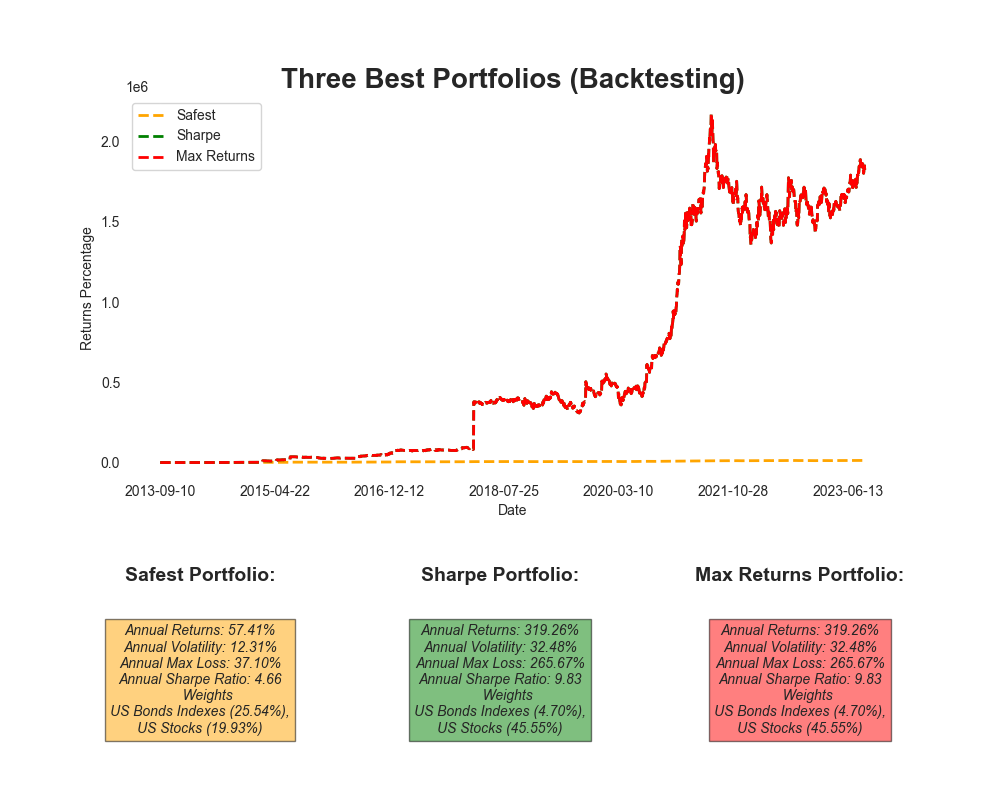 Three Best Portfolios (Backtesting)
1e6
Safest
Sharpe
Max Returns
2.0
1.5
1.0
0.5
0.0
Returns Percentage
2013-09-10 2015-04-22 2016-12-12 2018-07-25 2020-03-10 2021-10-28 2023-06-13
Date
Safest Portfolio:
Annual Returns: 57.41%
Annual Volatility: 12.31%
Annual Max Loss: 37.10%
Annual Sharpe Ratio: 4.66
Weights
US Bonds Indexes (25.54%),
US Stocks (19.93%)
Sharpe Portfolio:
Annual Returns: 319.26%
Annual Volatility: 32.48%
Annual Max Loss: 265.67%
Annual Sharpe Ratio: 9.83
Weights
US Bonds Indexes (4.70%),
US Stocks (45.55%)
Max Returns Portfolio:
Annual Returns: 319.26%
Annual Volatility: 32.48%
Annual Max Loss: 265.67%
Annual Sharpe Ratio: 9.83
Weights
US Bonds Indexes (4.70%),
US Stocks (45.55%)